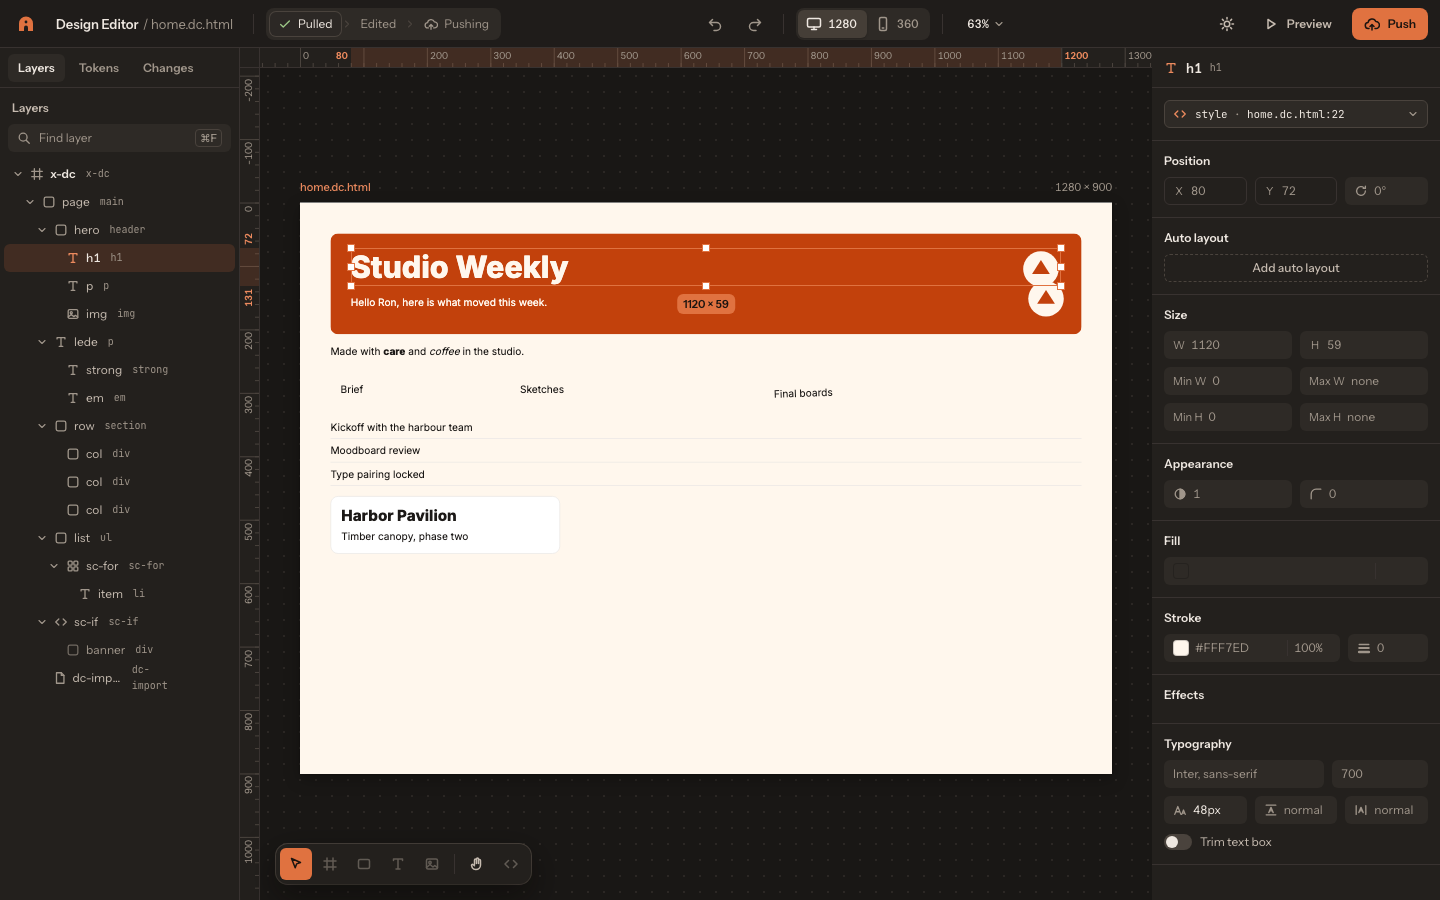 Design Editor / home.dc.html
Pulled
Edited
Pushing
1280
360
63%
Preview
Push
Layers
Tokens
Changes
Layers
Find layer
⌘F
x-dc x-dc
page main
hero header
h1 h1
p p
img img
lede p
strong strong
em em
row section
col div
col div
col div
list ul
sc-for sc-for
item li
sc-if sc-if
banner div
dc-imp... dc-import
0 80 200 300 400 500 600 700 800 900 1000 1100 1200 1300
-200
-100
0
72
131
200
300
400
500
600
700
800
900
1000
home.dc.html
1280 × 900
Studio Weekly
Hello Ron, here is what moved this week.
1120 × 59
Made with care and coffee in the studio.
Brief
Sketches
Final boards
Kickoff with the harbour team
Moodboard review
Type pairing locked
Harbor Pavilion
Timber canopy, phase two
h1 h1
style · home.dc.html:22
Position
X 80
Y 72
0°
Auto layout
Add auto layout
Size
W 1120
H 59
Min W 0
Max W none
Min H 0
Max H none
Appearance
1
0
Fill
Stroke
#FFF7ED
100%
0
Effects
Typography
Inter, sans-serif
700
48px
normal
normal
Trim text box